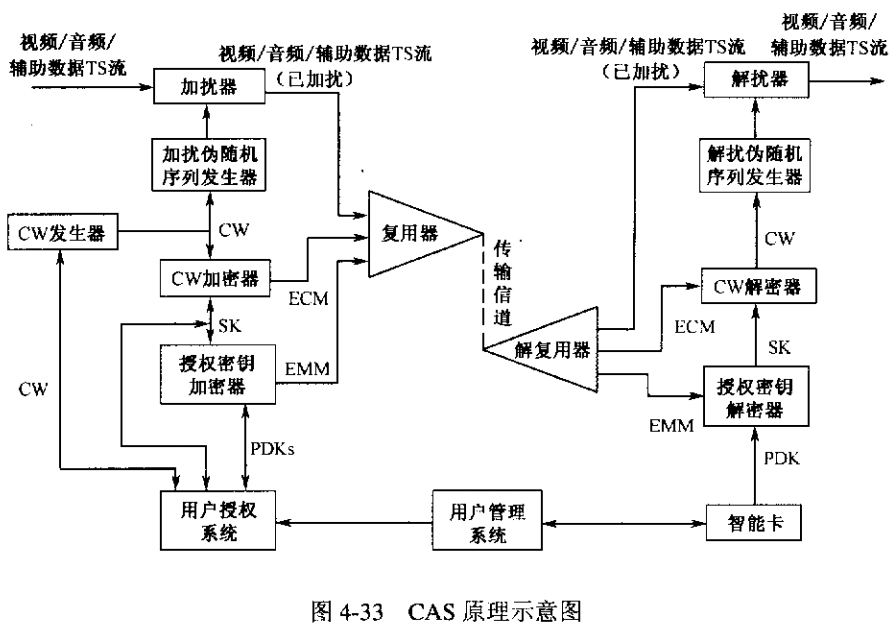 视频/音频/
辅助数据TS流
视频/音频/辅助数据TS流
（已加扰）
加扰器
加扰伪随机
序列发生器
CW发生器
CW
CW加密器
ECM
SK
授权密钥
加密器
EMM
CW
PDKs
用户授权
系统
复用器
传输信道
解复用器
用户管理
系统
视频/音频/辅助数据TS流
（已加扰）
视频/音频/
辅助数据TS流
解扰器
解扰伪随机
序列发生器
CW
CW解密器
ECM
SK
授权密钥
解密器
EMM
PDK
智能卡
图 4-33 CAS 原理示意图